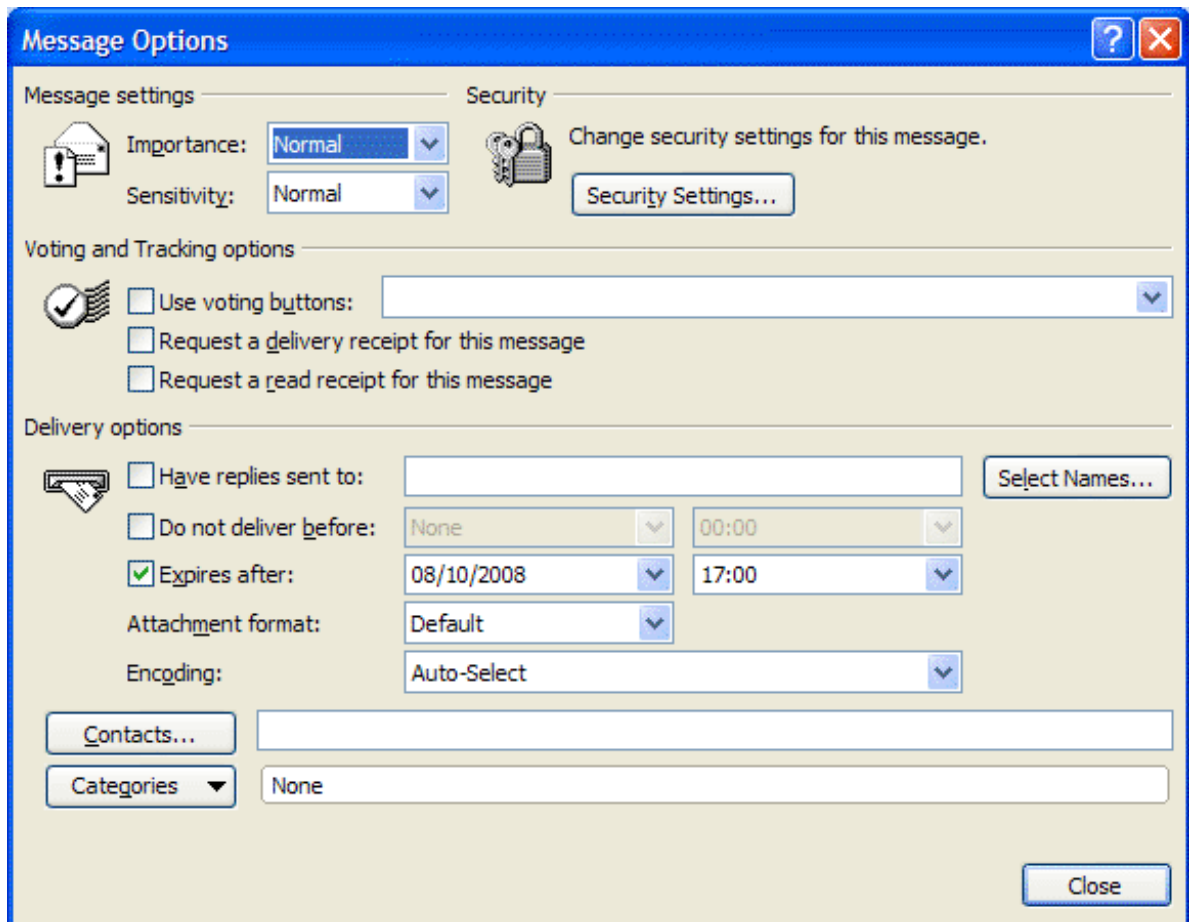 Message Options
Message settings
Security
Importance: Normal
Change security settings for this message.
Sensitivity: Normal
Security Settings...
Voting and Tracking options
Use voting buttons:
Request a delivery receipt for this message
Request a read receipt for this message
Delivery options
Have replies sent to:
Select Names...
Do not deliver before: None 00:00
Expires after: 08/10/2008 17:00
Attachment format: Default
Encoding: Auto-Select
Contacts...
Categories None
Close